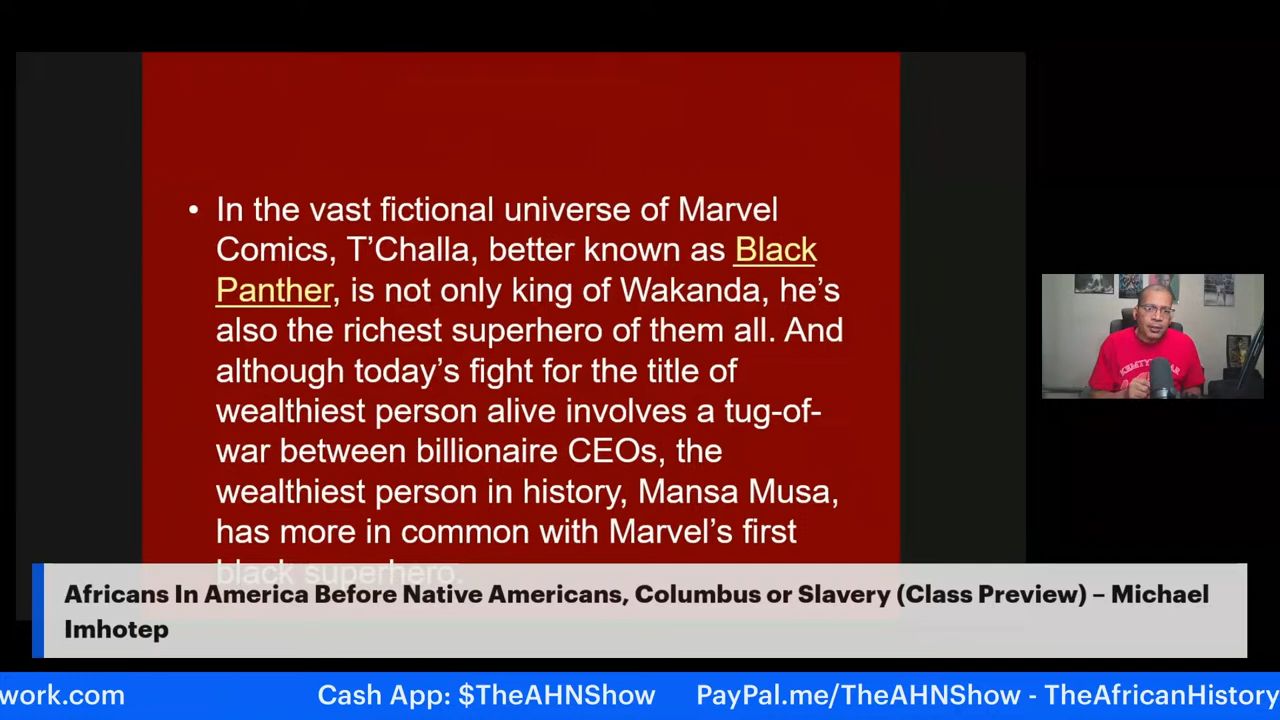 • In the vast fictional universe of Marvel
Comics, T’Challa, better known as Black
Panther, is not only king of Wakanda, he’s
also the richest superhero of them all. And
although today’s fight for the title of
wealthiest person alive involves a tug-of-
war between billionaire CEOs, the
wealthiest person in history, Mansa Musa,
has more in common with Marvel’s first
black superhero.
Africans In America Before Native Americans, Columbus or Slavery (Class Preview) – Michael
Imhotep
work.com Cash App: $TheAHNShow PayPal.me/TheAHNShow - TheAfricanHistory